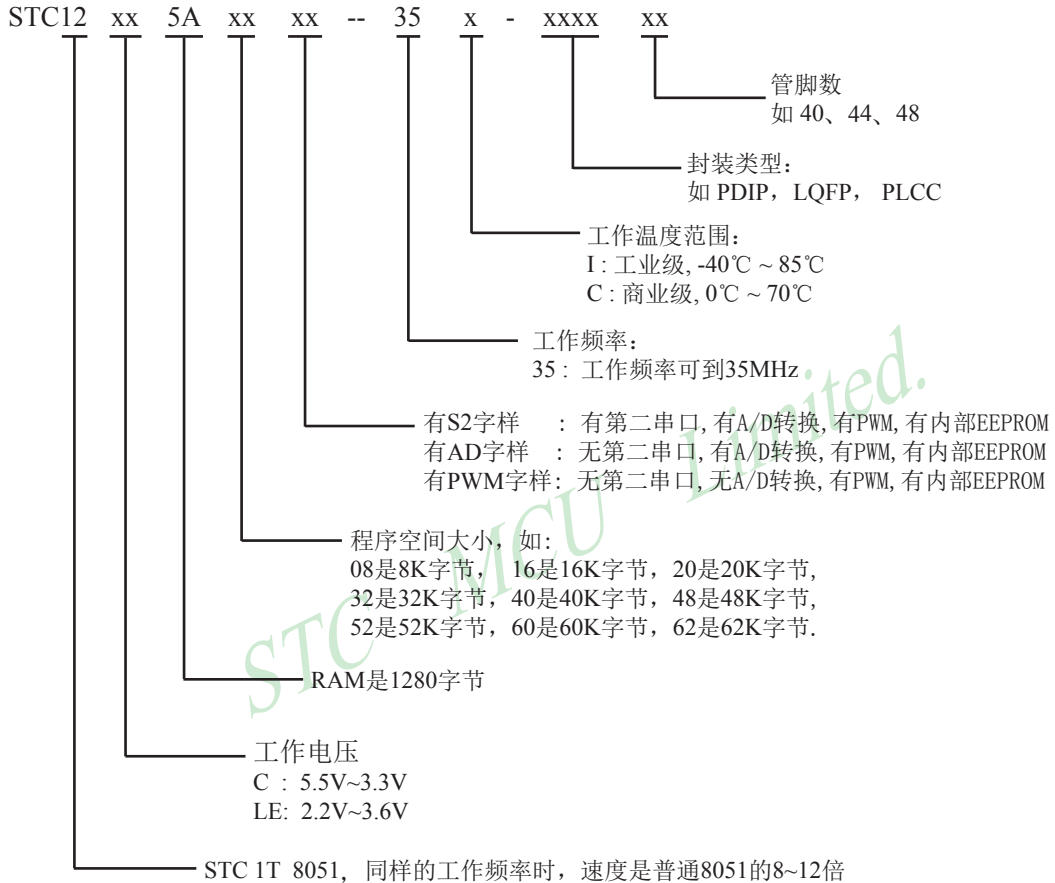 STC12 xx 5A xx xx -- 35 x - xxxx xx
管脚数
如 40、44、48
封装类型：
如 PDIP，LQFP， PLCC
工作温度范围：
I : 工业级, -40℃ ~ 85℃
C : 商业级, 0℃ ~ 70℃
工作频率：
35 : 工作频率可到35MHz
有S2字样 : 有第二串口,有A/D转换,有PWM,有内部EEPROM
有AD字样 : 无第二串口,有A/D转换,有PWM,有内部EEPROM
有PWM字样: 无第二串口,无A/D转换,有PWM,有内部EEPROM
程序空间大小，如:
08是8K字节， 16是16K字节，20是20K字节,
32是32K字节，40是40K字节，48是48K字节,
52是52K字节，60是60K字节，62是62K字节.
RAM是1280字节
工作电压
C : 5.5V~3.3V
LE: 2.2V~3.6V
STC 1T 8051, 同样的工作频率时，速度是普通8051的8~12倍
STC MCU Limited.